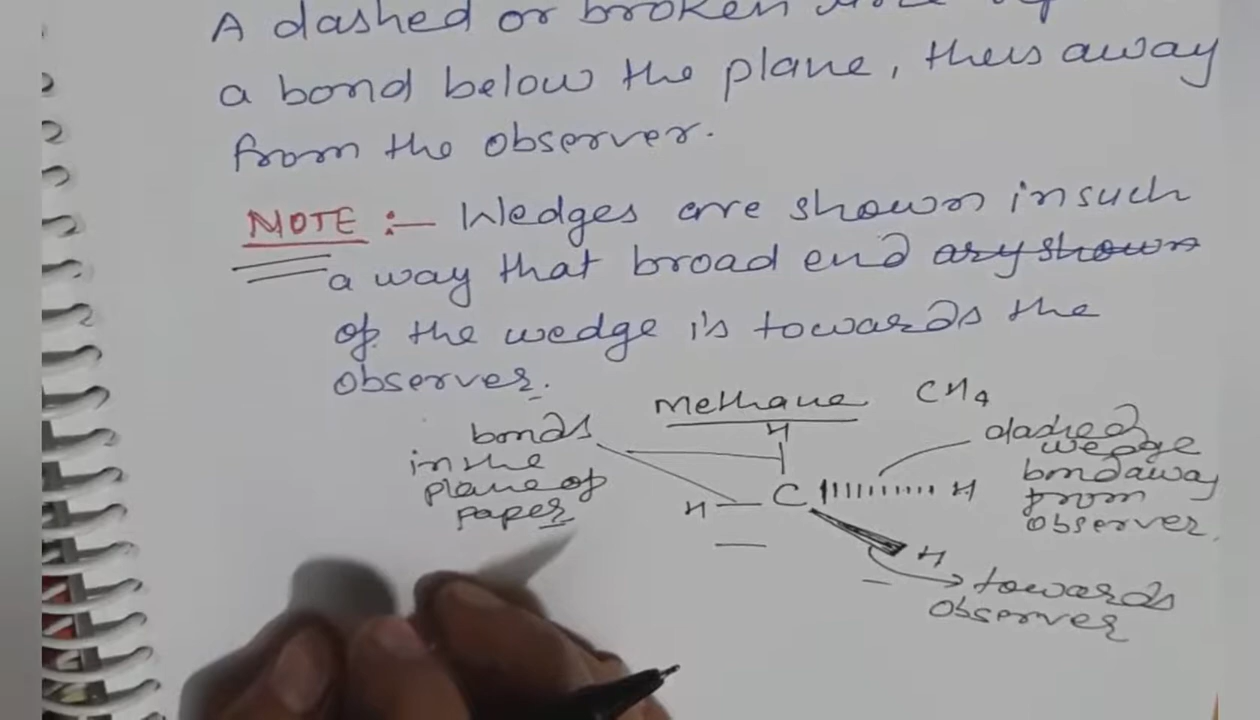 A dashed or broken
a bond below the plane, theis away
from the observer.
NOTE :- Wedges are shown in such
a way that broad end
of the wedge is towards the
observer.
Methane CH4
bonds
in the
plane of
paper
H
H — C H
H
dashed
wedge
bond away
from
observer.
towards
observer